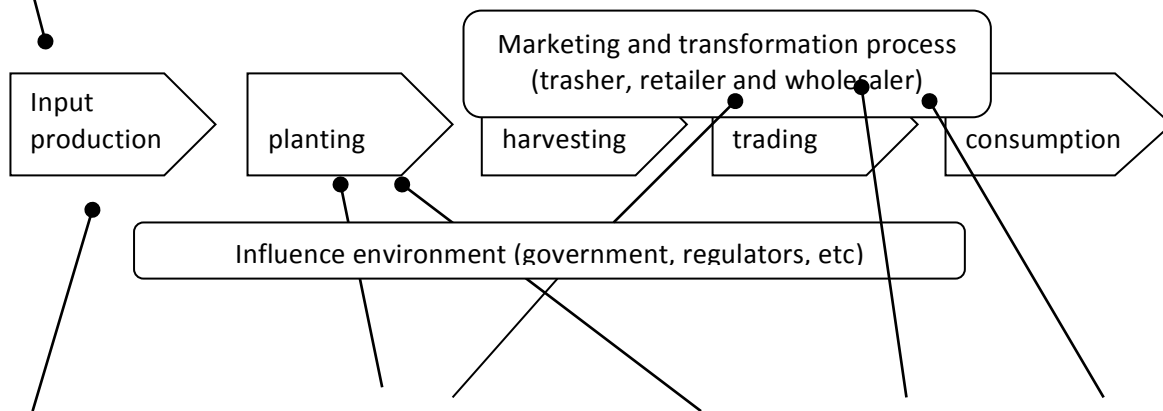 Marketing and transformation process
(trasher, retailer and wholesaler)
Input
production
planting
harvesting
trading
consumption
Influence environment (government, regulators, etc)